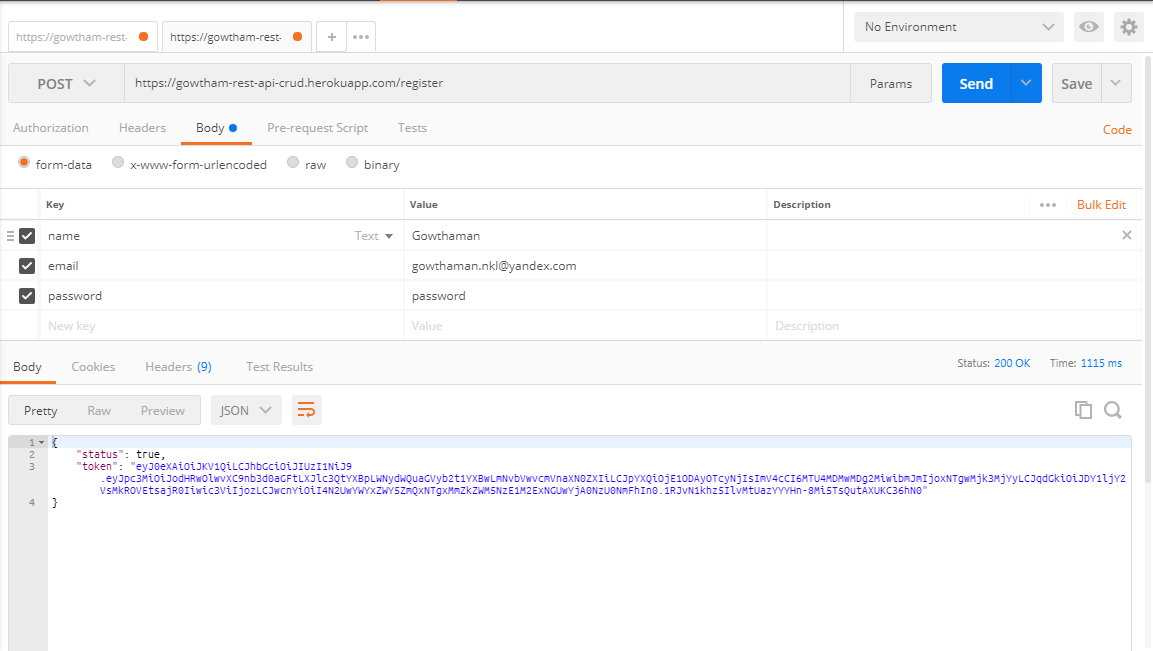 https://gowtham-rest-
https://gowtham-rest-
+
•••
No Environment
POST
https://gowtham-rest-api-crud.herokuapp.com/register
Params
Send
Save
Authorization Headers Body Pre-request Script Tests
Code
form-data x-www-form-urlencoded raw binary
Key Value Description ••• Bulk Edit
name Text Gowthaman
email gowthaman.nkl@yandex.com
password password
New key Value Description
Body Cookies Headers (9) Test Results Status: 200 OK Time: 1115 ms
Pretty Raw Preview JSON
1 {
2 "status": true,
3 "token": "eyJ0eXAiOiJKV1QiLCJhbGciOiJIUzI1NiJ9
4 }